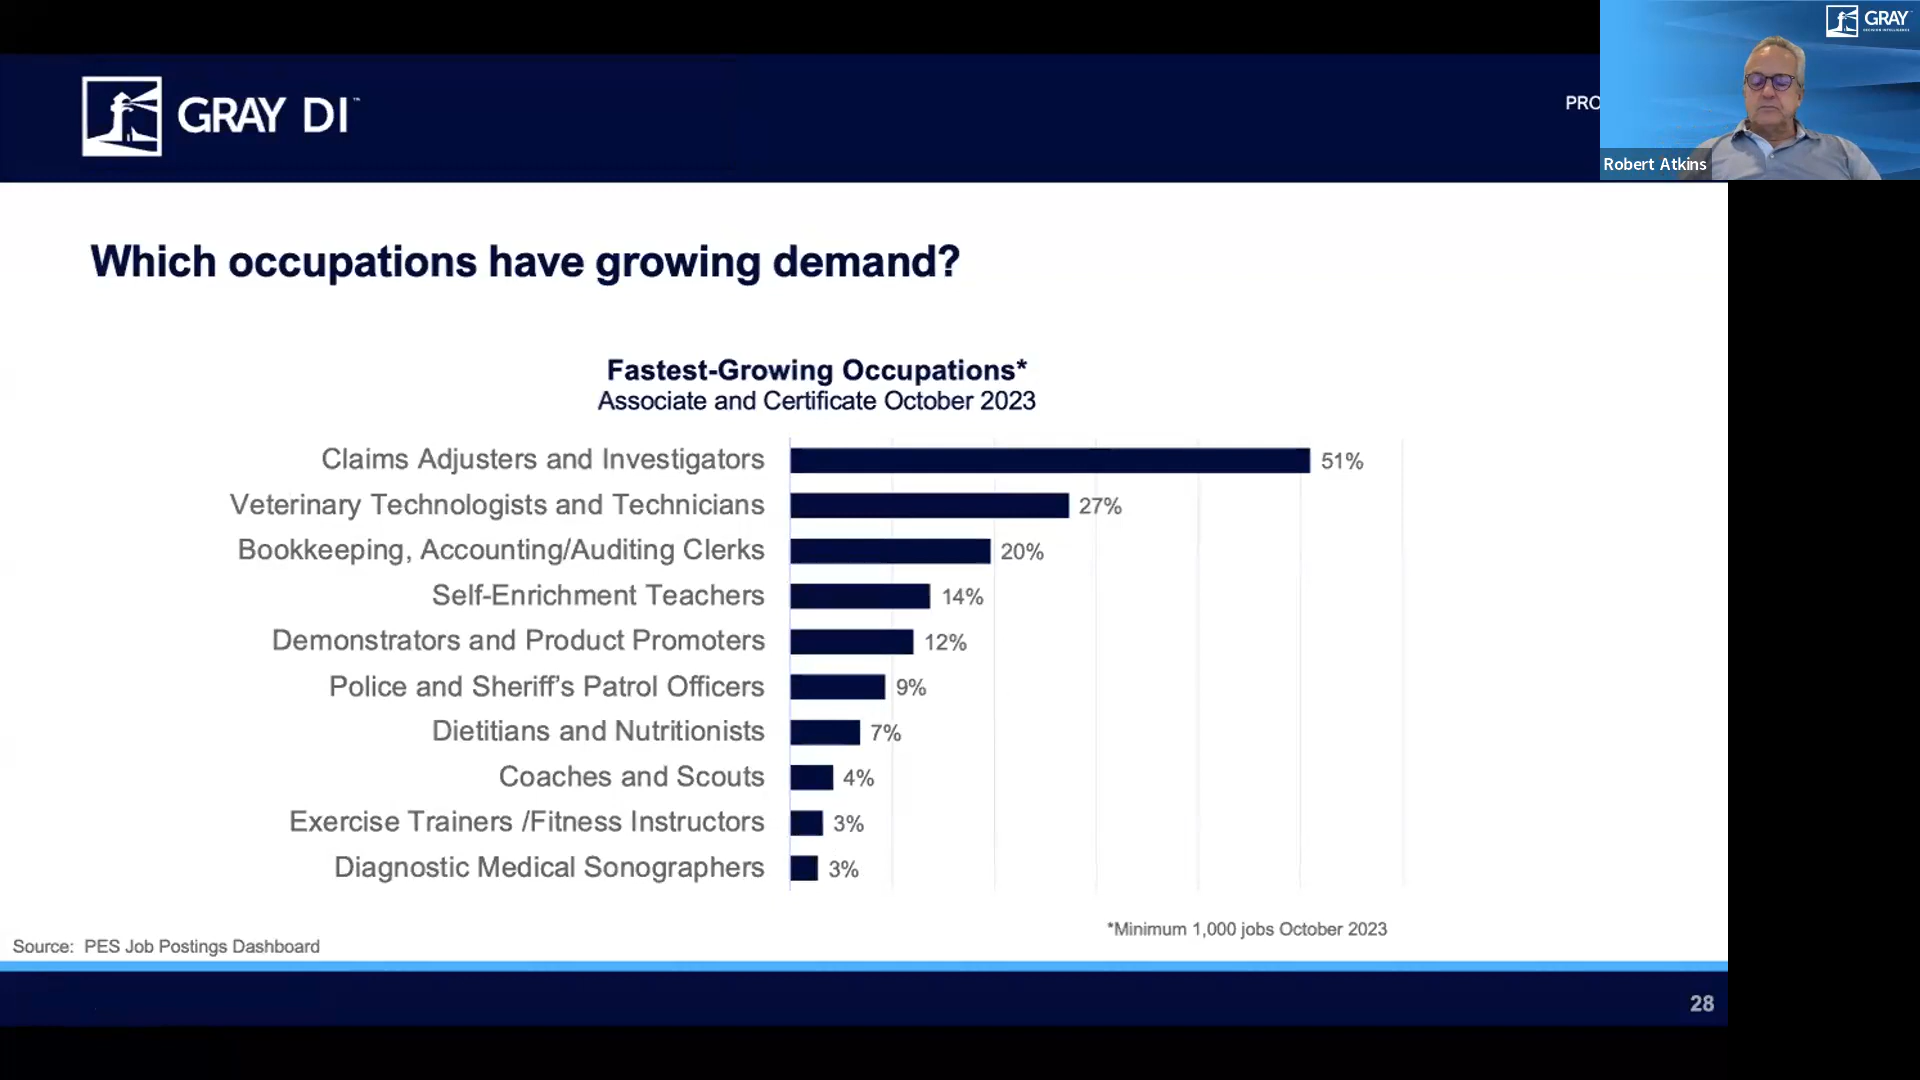 GRAY DI™
PRO
GRAY
Robert Atkins
Which occupations have growing demand?
Fastest-Growing Occupations*
Associate and Certificate October 2023
Claims Adjusters and Investigators 51%
Veterinary Technologists and Technicians 27%
Bookkeeping, Accounting/Auditing Clerks 20%
Self-Enrichment Teachers 14%
Demonstrators and Product Promoters 12%
Police and Sheriff’s Patrol Officers 9%
Dietitians and Nutritionists 7%
Coaches and Scouts 4%
Exercise Trainers /Fitness Instructors 3%
Diagnostic Medical Sonographers 3%
*Minimum 1,000 jobs October 2023
Source: PES Job Postings Dashboard
28